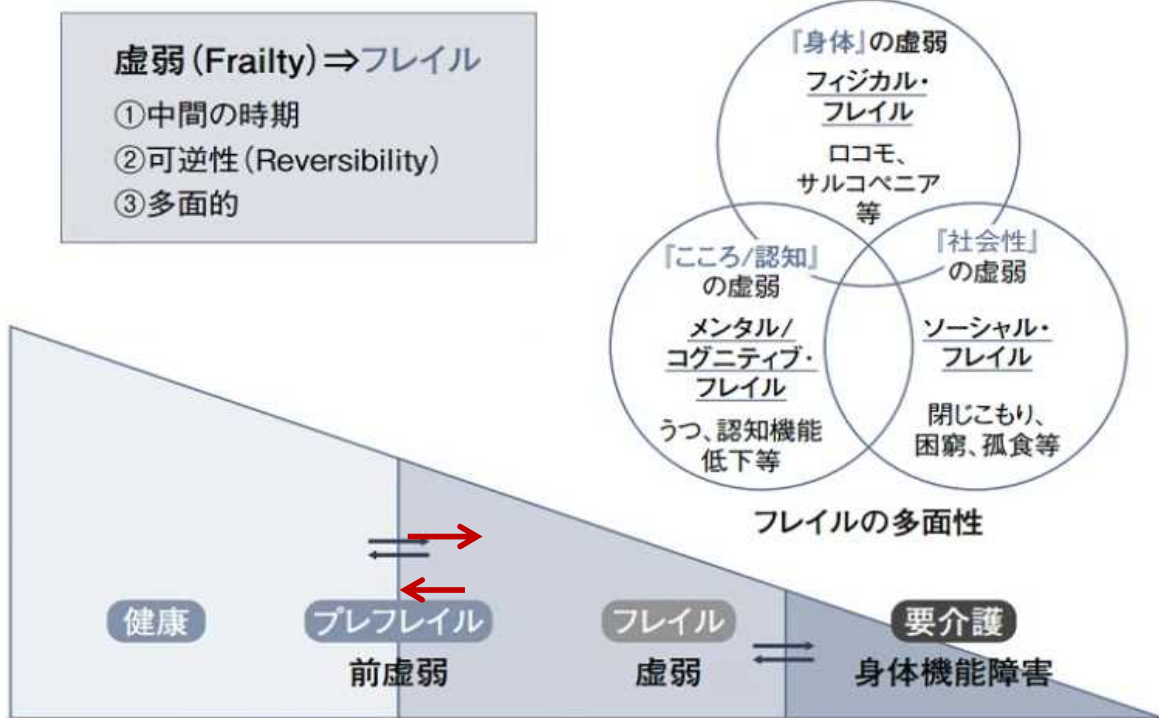 虚弱(Frailty)⇒フレイル
①中間の時期
②可逆性(Reversibility)
③多面的
『身体』の虚弱
フィジカル・
フレイル
ロコモ、
サルコペニア
等
『こころ/認知』
の虚弱
メンタル/
コグニティブ・
フレイル
うつ、認知機能
低下等
『社会性』
の虚弱
ソーシャル・
フレイル
閉じこもり、
困窮、孤食等
フレイルの多面性
健康
プレフレイル
前虚弱
フレイル
虚弱
要介護
身体機能障害